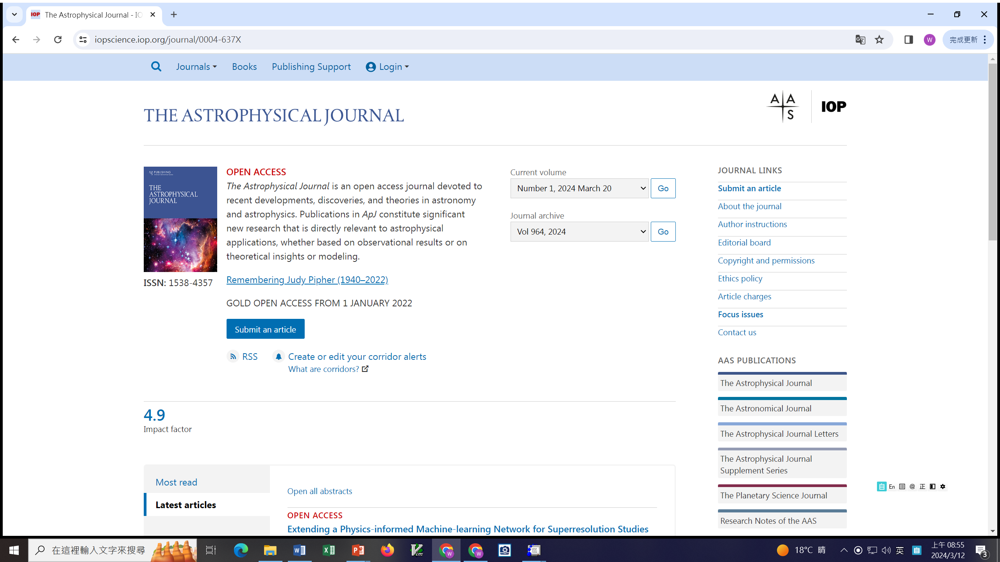 The Astrophysical Journal - IO
iopscience.iop.org/journal/0004-637X
W
完成更新
Journals
Books
Publishing Support
Login
THE ASTROPHYSICAL JOURNAL
A A
S
IOP
AAS PUBLISHING
American Astronomical Society
THE
ASTROPHYSICAL
JOURNAL
ISSN: 1538-4357
OPEN ACCESS
The Astrophysical Journal is an open access journal devoted to
recent developments, discoveries, and theories in astronomy
and astrophysics. Publications in ApJ constitute significant
new research that is directly relevant to astrophysical
applications, whether based on observational results or on
theoretical insights or modeling.
Remembering Judy Pipher (1940–2022)
GOLD OPEN ACCESS FROM 1 JANUARY 2022
Submit an article
RSS
Create or edit your corridor alerts
What are corridors?
Current volume
Number 1, 2024 March 20
Go
Journal archive
Vol 964, 2024
Go
JOURNAL LINKS
Submit an article
About the journal
Author instructions
Editorial board
Copyright and permissions
Ethics policy
Article charges
Focus issues
Contact us
AAS PUBLICATIONS
The Astrophysical Journal
The Astronomical Journal
The Astrophysical Journal Letters
The Astrophysical Journal
Supplement Series
The Planetary Science Journal
Research Notes of the AAS
4.9
Impact factor
Most read
Latest articles
Open all abstracts
OPEN ACCESS
Extending a Physics-informed Machine-learning Network for Superresolution Studies
En
@
正
在這裡輸入文字來搜尋
18°C 晴
英
上午 08:55
2024/3/12
3